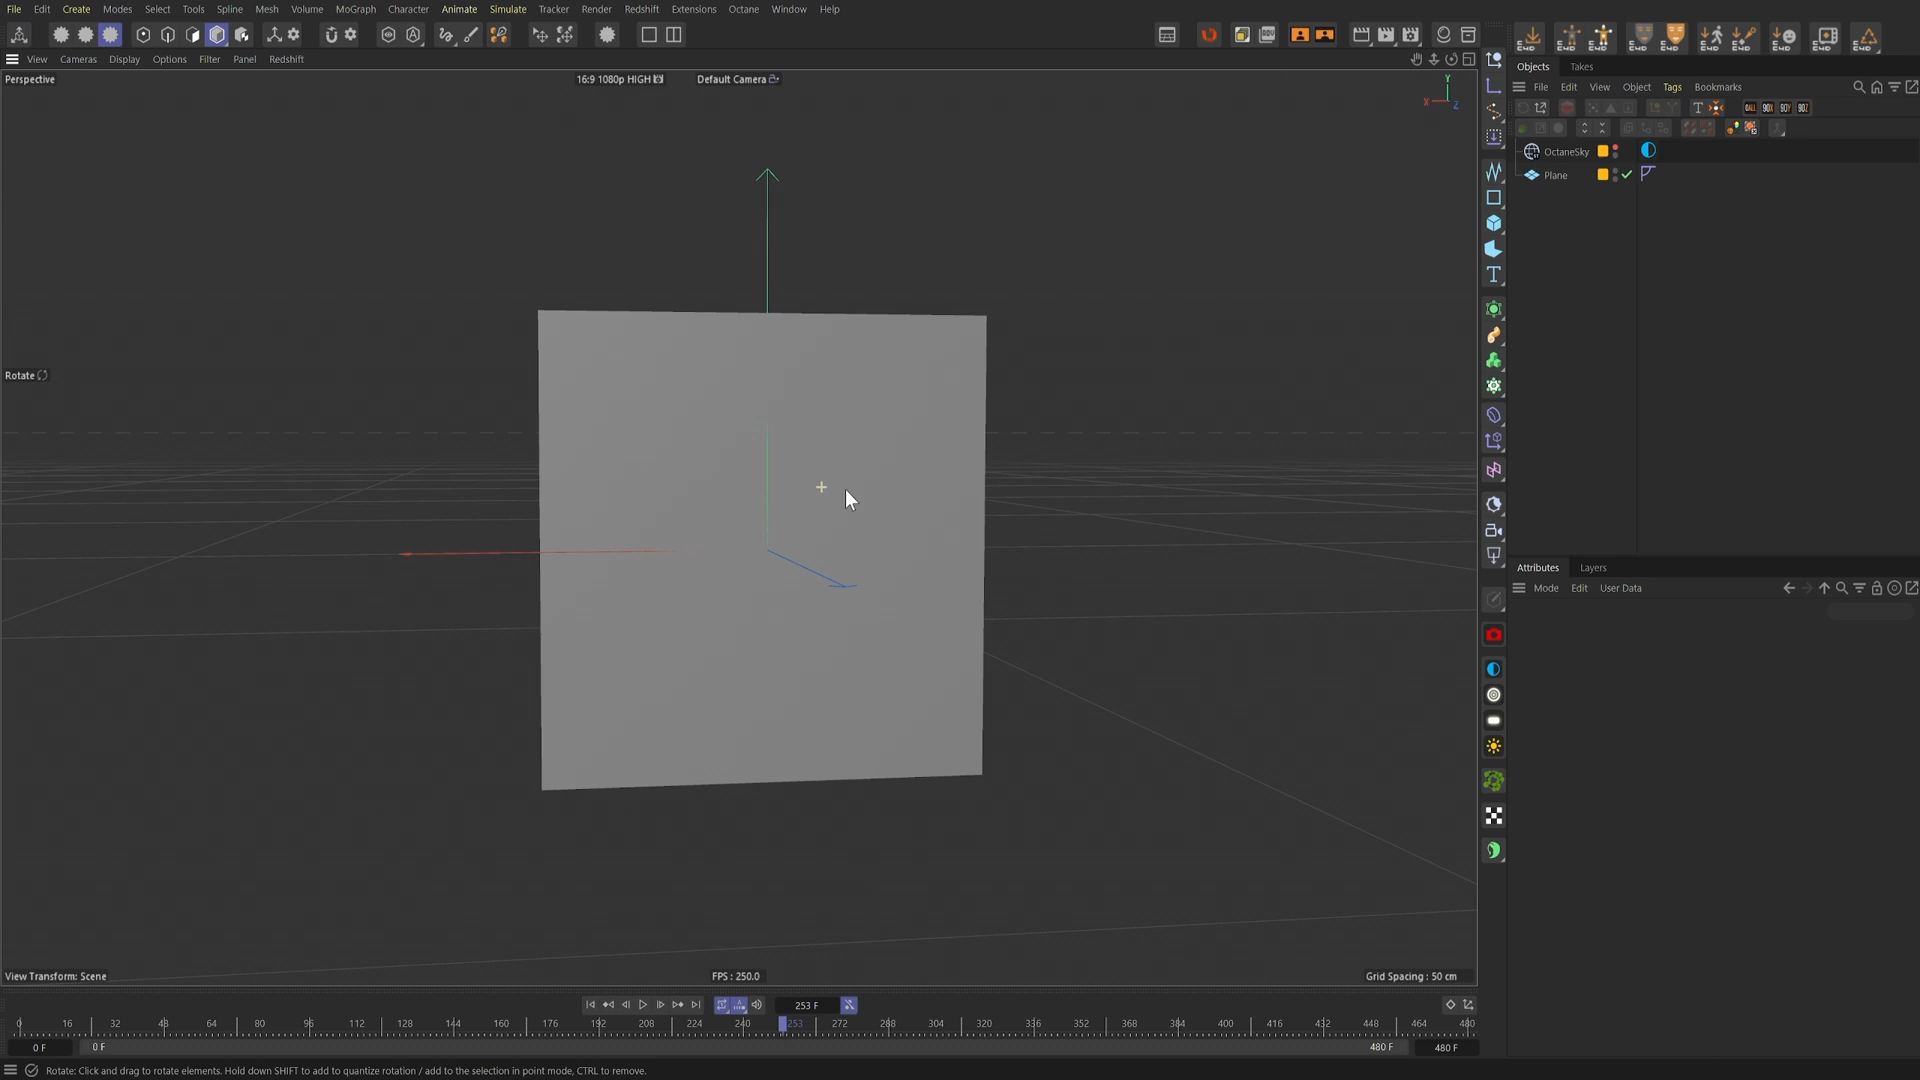 File Edit Create Modes Select Tools Spline Mesh Volume MoGraph Character Animate Simulate Tracker Render Redshift Extensions Octane Window Help
View Cameras Display Options Filter Panel Redshift
Perspective
16:9 1080p HIGH
Default Camera
Y
X
Z
Rotate
View Transform: Scene
FPS : 250.0
Grid Spacing : 50 cm
Objects Takes
File Edit View Object Tags Bookmarks
OctaneSky
Plane
Attributes Layers
Mode Edit User Data
253 F
0 16 32 48 64 80 96 112 128 144 160 176 192 208 224 240 253 272 288 304 320 336 352 368 384 400 416 432 448 464 480
0 F 0 F 480 F 480 F
Rotate: Click and drag to rotate elements. Hold down SHIFT to add to quantize rotation / add to the selection in point mode, CTRL to remove.